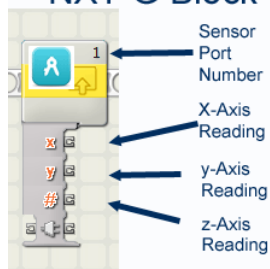 1
Sensor
Port
Number
X-Axis
Reading
x
y
y-Axis
Reading
#
z-Axis
Reading